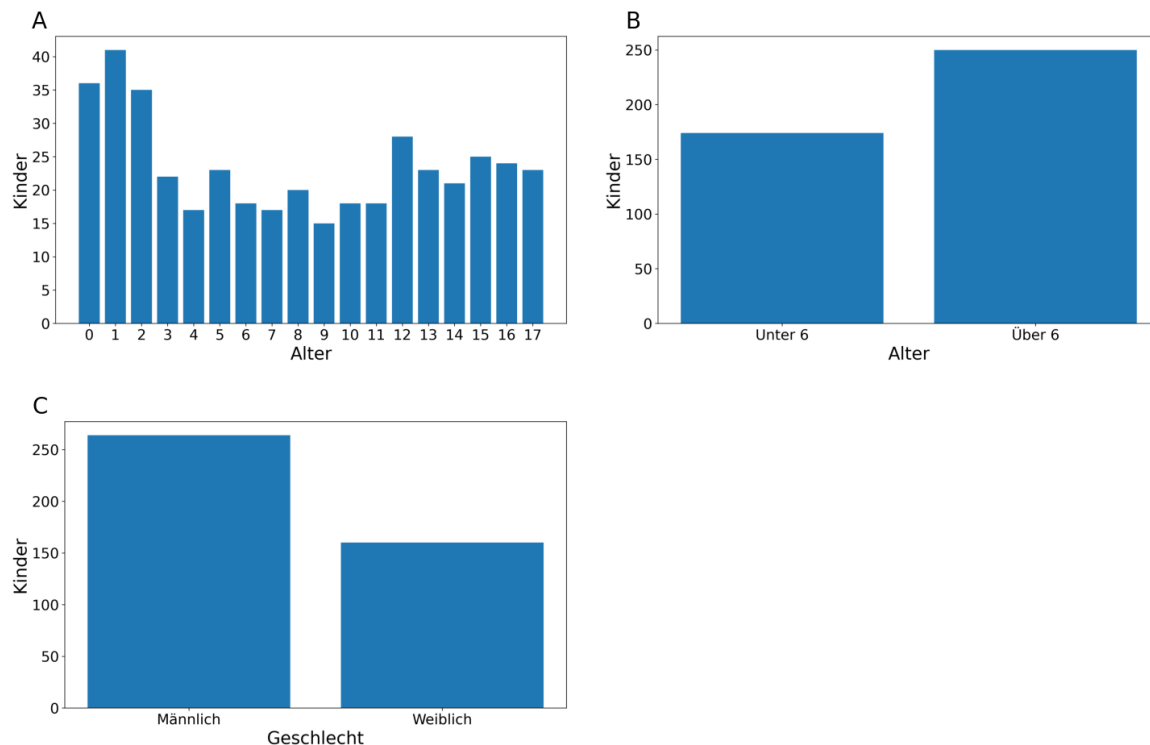 A
40
35
30
25
20
15
10
5
0
Kinder
0 1 2 3 4 5 6 7 8 9 10 11 12 13 14 15 16 17
Alter
B
250
200
150
100
50
0
Kinder
Unter 6 Über 6
Alter
C
250
200
150
100
50
0
Kinder
Männlich Weiblich
Geschlecht